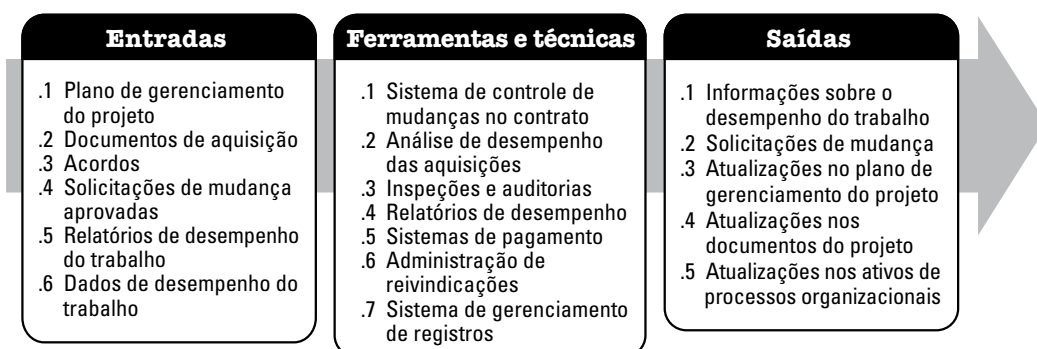 Entradas
.1 Plano de gerenciamento
do projeto
.2 Documentos de aquisição
.3 Acordos
.4 Solicitações de mudança
aprovadas
.5 Relatórios de desempenho
do trabalho
.6 Dados de desempenho do
trabalho
Ferramentas e técnicas
.1 Sistema de controle de
mudanças no contrato
.2 Análise de desempenho
das aquisições
.3 Inspeções e auditorias
.4 Relatórios de desempenho
.5 Sistemas de pagamento
.6 Administração de
reivindicações
.7 Sistema de gerenciamento
de registros
Saídas
.1 Informações sobre o
desempenho do trabalho
.2 Solicitações de mudança
.3 Atualizações no plano de
gerenciamento do projeto
.4 Atualizações nos
documentos do projeto
.5 Atualizações nos ativos de
processos organizacionais